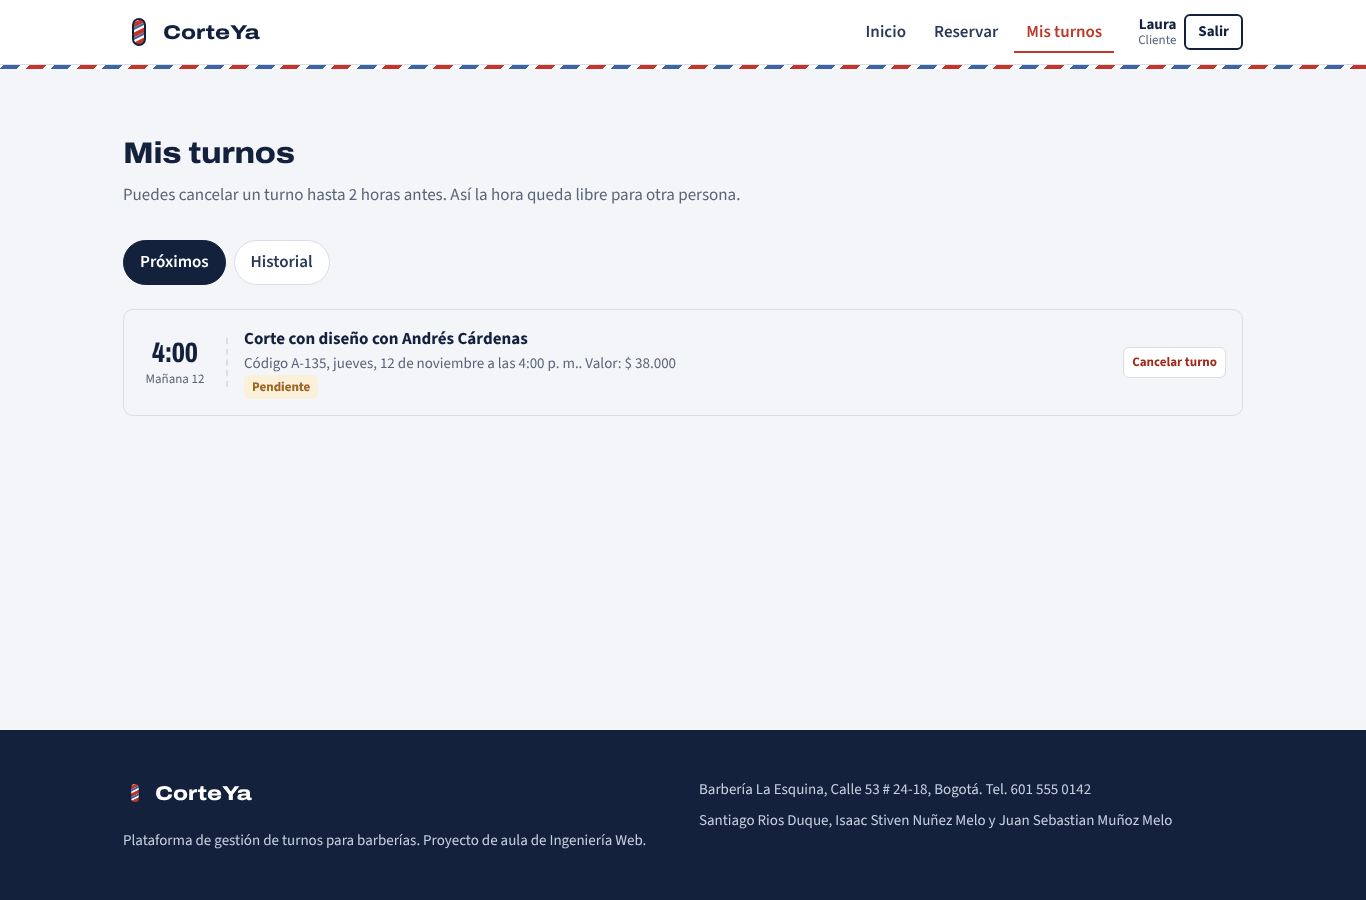 CorteYa
Inicio
Reservar
Mis turnos
Laura
Cliente
Salir
Mis turnos
Puedes cancelar un turno hasta 2 horas antes. Así la hora queda libre para otra persona.
Próximos
Historial
4:00
Mañana 12
Corte con diseño con Andrés Cárdenas
Código A-135, jueves, 12 de noviembre a las 4:00 p. m.. Valor: $ 38.000
Pendiente
Cancelar turno
CorteYa
Plataforma de gestión de turnos para barberías. Proyecto de aula de Ingeniería Web.
Barbería La Esquina, Calle 53 # 24-18, Bogotá. Tel. 601 555 0142
Santiago Rios Duque, Isaac Stiven Nuñez Melo y Juan Sebastian Muñoz Melo